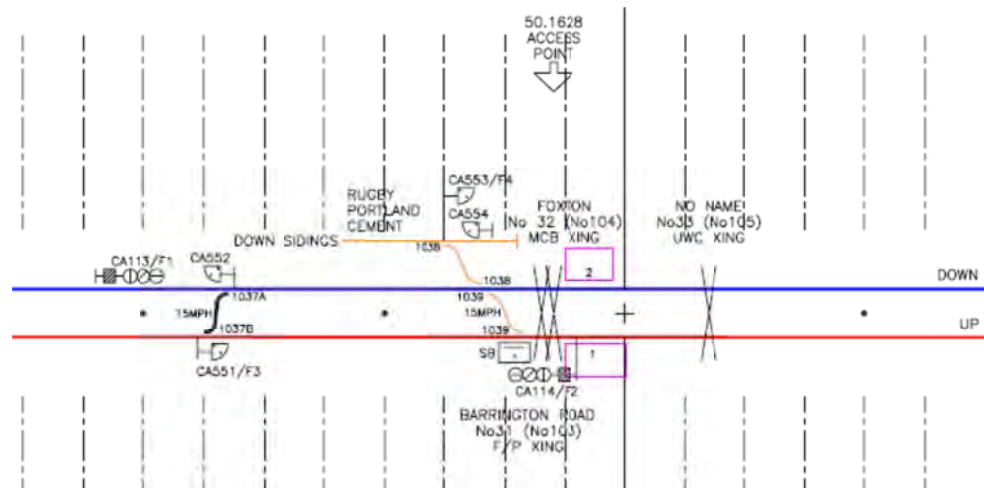 50.1628
ACCESS
POINT
RUGBY
PORTLAND
CEMENT
CA553/F4
CA554
FOXTON
No 32 (No104)
MCB XING
NO NAME
No33 (No105)
UWC XING
DOWN SIDINGS
1038
CA113/F1
CA552
1038
2
DOWN
1037A
1039
15MPH
15MPH
UP
1037B
1039
SB
1
CA551/F3
CA114/F2
BARRINGTON ROAD
No31 (No103)
F/P XING